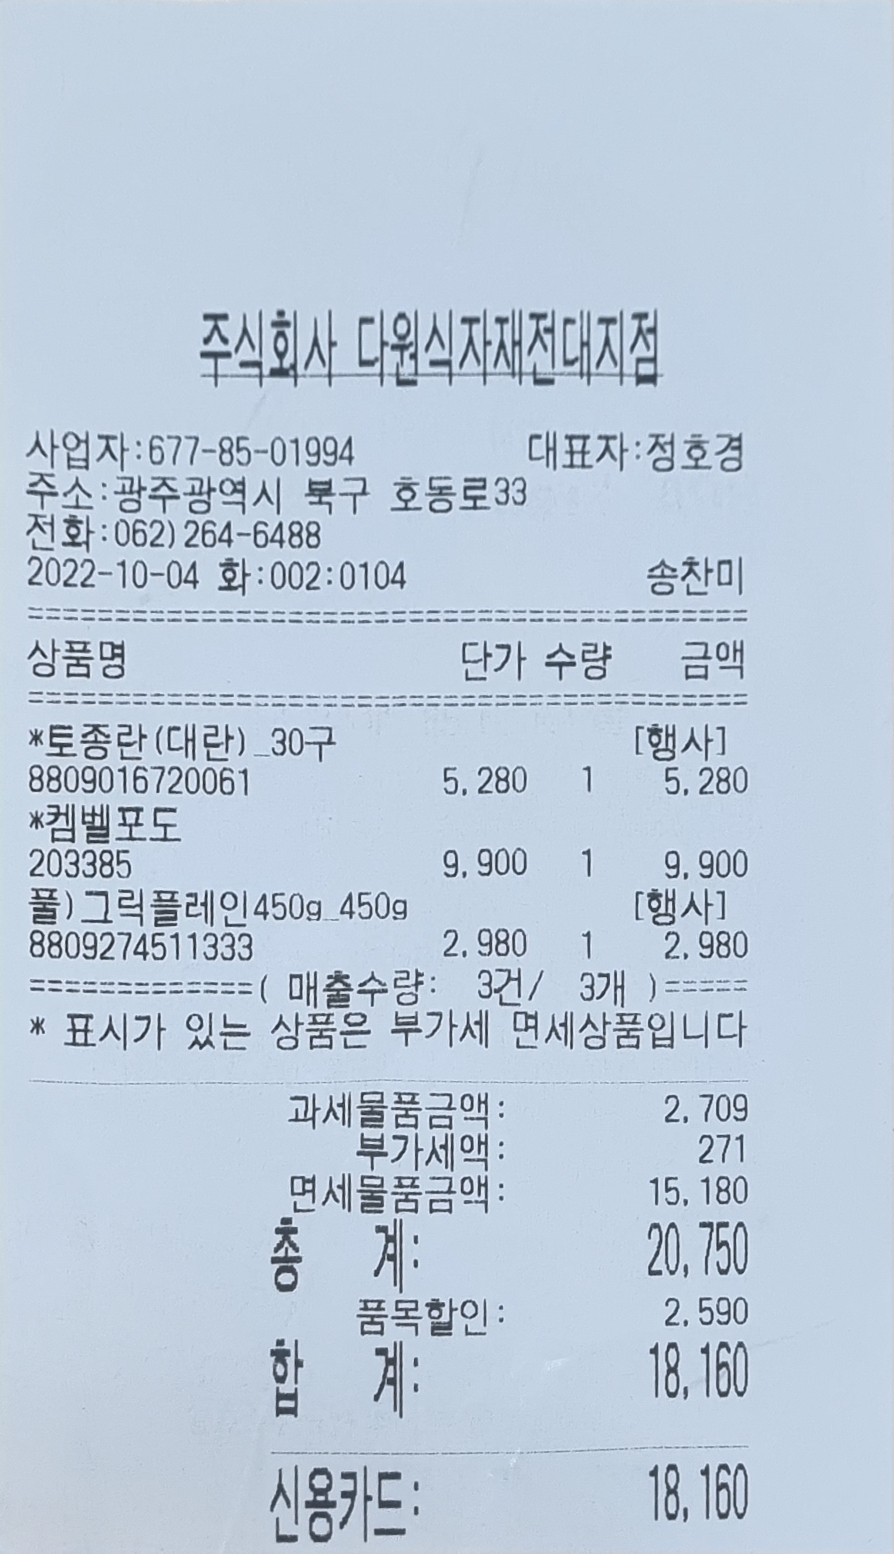 주식회사 다원식자재전대지점
사업자:677-85-01994 대표자:정호경
주소:광주광역시 북구 호동로33
전화:062)264-6488
2022-10-04 화:002:0104 송찬미
==========================================
상품명 단가 수량 금액
==========================================
*토종란(대란)_30구 [행사]
8809016720061 5,280 1 5,280
*켐벨포도
203385 9,900 1 9,900
풀)그릭플레인450g_450g [행사]
8809274511333 2,980 1 2,980
=============( 매출수량: 3건/ 3개 )=====
* 표시가 있는 상품은 부가세 면세상품입니다
과세물품금액: 2,709
부가세액: 271
면세물품금액: 15,180
총 계: 20,750
품목할인: 2,590
합 계: 18,160
신용카드: 18,160